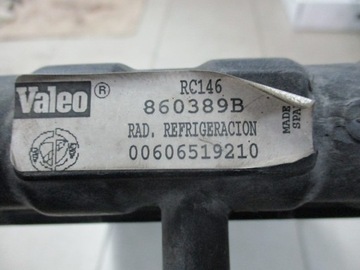 RC146
Valeo ®
860389B
RAD. REFRIGERACION
00606519210
MADE
SPA